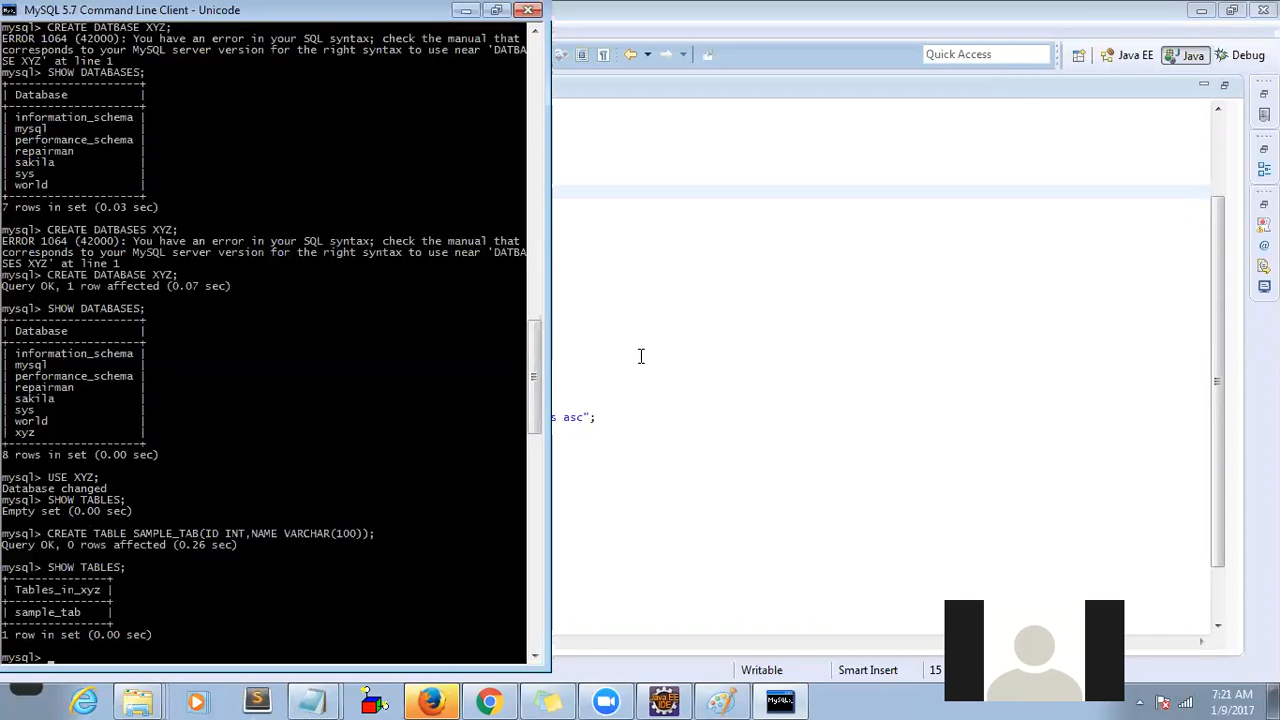 MySQL 5.7 Command Line Client - Unicode
mysql> CREATE DATBASE XYZ;
ERROR 1064 (42000): You have an error in your SQL syntax; check the manual that
corresponds to your MySQL server version for the right syntax to use near 'DATBA
SE XYZ' at line 1
mysql> SHOW DATABASES;
+--------------------+
| Database           |
+--------------------+
| information_schema |
| mysql              |
| performance_schema |
| repairman          |
| sakila             |
| sys                |
| world              |
+--------------------+
7 rows in set (0.03 sec)
mysql> CREATE DATBASES XYZ;
ERROR 1064 (42000): You have an error in your SQL syntax; check the manual that
corresponds to your MySQL server version for the right syntax to use near 'DATBA
SES XYZ' at line 1
mysql> CREATE DATABASE XYZ;
Query OK, 1 row affected (0.07 sec)
mysql> SHOW DATABASES;
+--------------------+
| Database           |
+--------------------+
| information_schema |
| mysql              |
| performance_schema |
| repairman          |
| sakila             |
| sys                |
| world              |
| xyz                |
+--------------------+
8 rows in set (0.00 sec)
mysql> USE XYZ;
Database changed
mysql> SHOW TABLES;
Empty set (0.00 sec)
mysql> CREATE TABLE SAMPLE_TAB(ID INT,NAME VARCHAR(100));
Query OK, 0 rows affected (0.26 sec)
mysql> SHOW TABLES;
+---------------+
| Tables_in_xyz |
+---------------+
| sample_tab    |
+---------------+
1 row in set (0.00 sec)
mysql> _
Quick Access
Java EE
Java
Debug
s asc";
Writable
Smart Insert
15
7:21 AM
1/9/2017